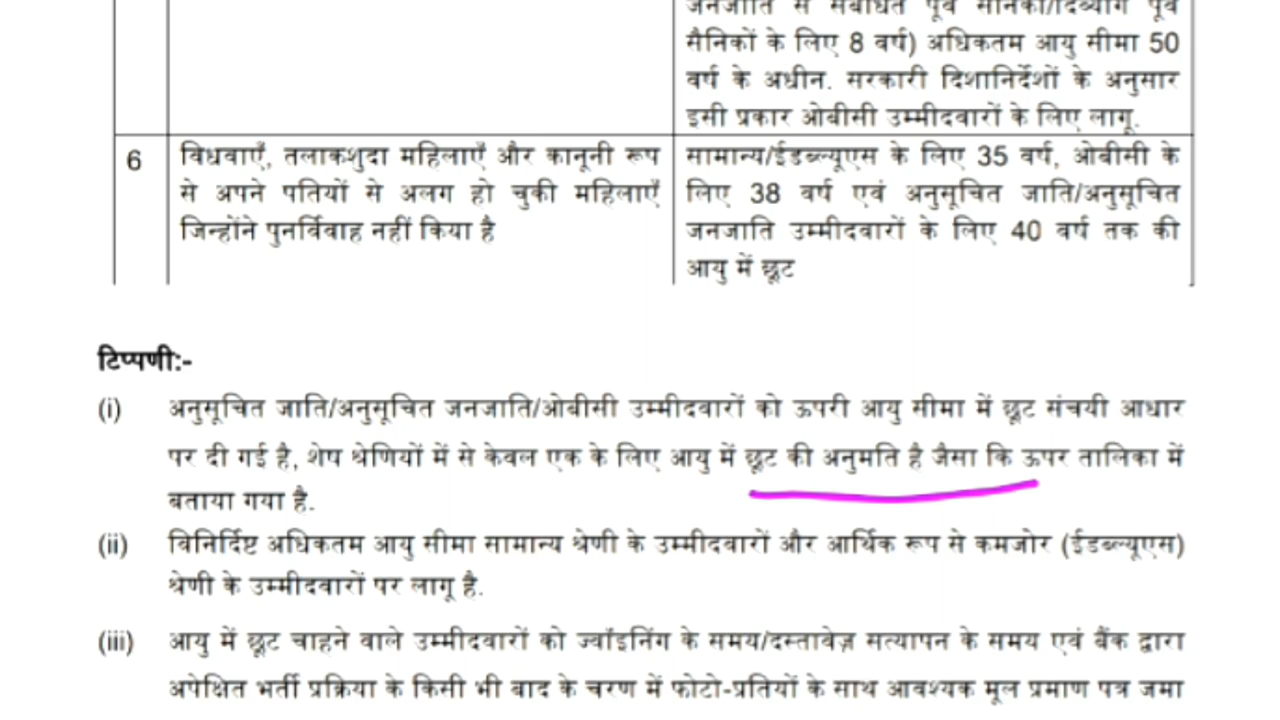 जनजाति से संबंधित पूर्व सैनिकों/दिव्यांग पूर्व
सैनिकों के लिए 8 वर्ष) अधिकतम आयु सीमा 50
वर्ष के अधीन. सरकारी दिशानिर्देशों के अनुसार
इसी प्रकार ओबीसी उम्मीदवारों के लिए लागू.
6
विधवाएँ, तलाकशुदा महिलाएँ और कानूनी रूप
से अपने पतियों से अलग हो चुकी महिलाएँ
जिन्होंने पुनर्विवाह नहीं किया है
सामान्य/ईडब्ल्यूएस के लिए 35 वर्ष, ओबीसी के
लिए 38 वर्ष एवं अनुसूचित जाति/अनुसूचित
जनजाति उम्मीदवारों के लिए 40 वर्ष तक की
आयु में छूट
टिप्पणी:-
(i) अनुसूचित जाति/अनुसूचित जनजाति/ओबीसी उम्मीदवारों को ऊपरी आयु सीमा में छूट संचयी आधार
पर दी गई है, शेष श्रेणियों में से केवल एक के लिए आयु में छूट की अनुमति है जैसा कि ऊपर तालिका में
बताया गया है.
(ii) विनिर्दिष्ट अधिकतम आयु सीमा सामान्य श्रेणी के उम्मीदवारों और आर्थिक रूप से कमजोर (ईडब्ल्यूएस)
श्रेणी के उम्मीदवारों पर लागू है.
(iii) आयु में छूट चाहने वाले उम्मीदवारों को ज्वॉइनिंग के समय/दस्तावेज़ सत्यापन के समय एवं बैंक द्वारा
अपेक्षित भर्ती प्रक्रिया के किसी भी बाद के चरण में फोटो-प्रतियों के साथ आवश्यक मूल प्रमाण पत्र जमा